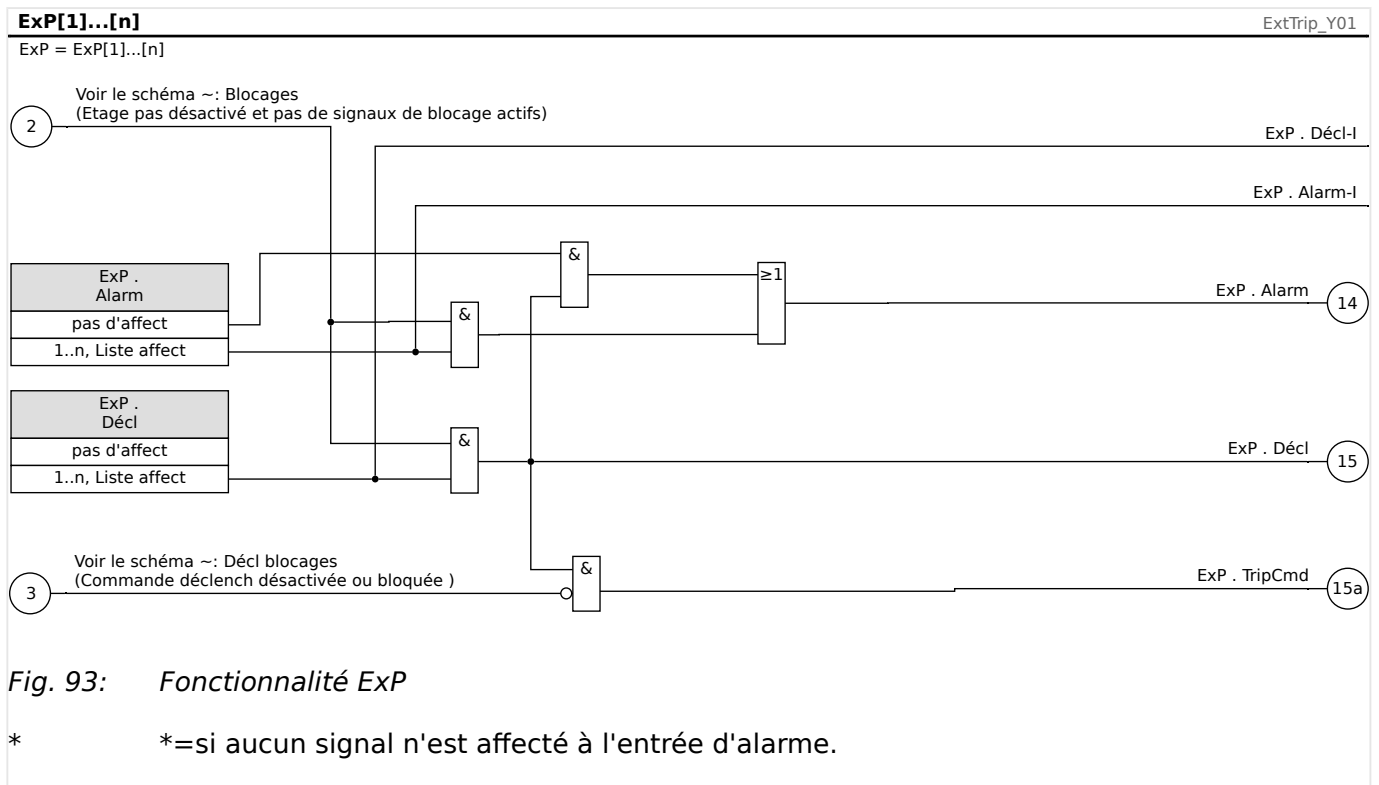 ExP[1]...[n]
ExtTrip_Y01
ExP = ExP[1]...[n]
Voir le schéma ~: Blocages
(Etage pas désactivé et pas de signaux de blocage actifs)
2
ExP . Décl-I
ExP . Alarm-I
&
ExP .
Alarm
pas d'affect
1..n, Liste affect
&
≥1
ExP . Alarm
14
ExP .
Décl
pas d'affect
1..n, Liste affect
&
ExP . Décl
15
Voir le schéma ~: Décl blocages
(Commande déclench désactivée ou bloquée )
3
&
ExP . TripCmd
15a
Fig. 93: Fonctionnalité ExP
* *=si aucun signal n'est affecté à l'entrée d'alarme.